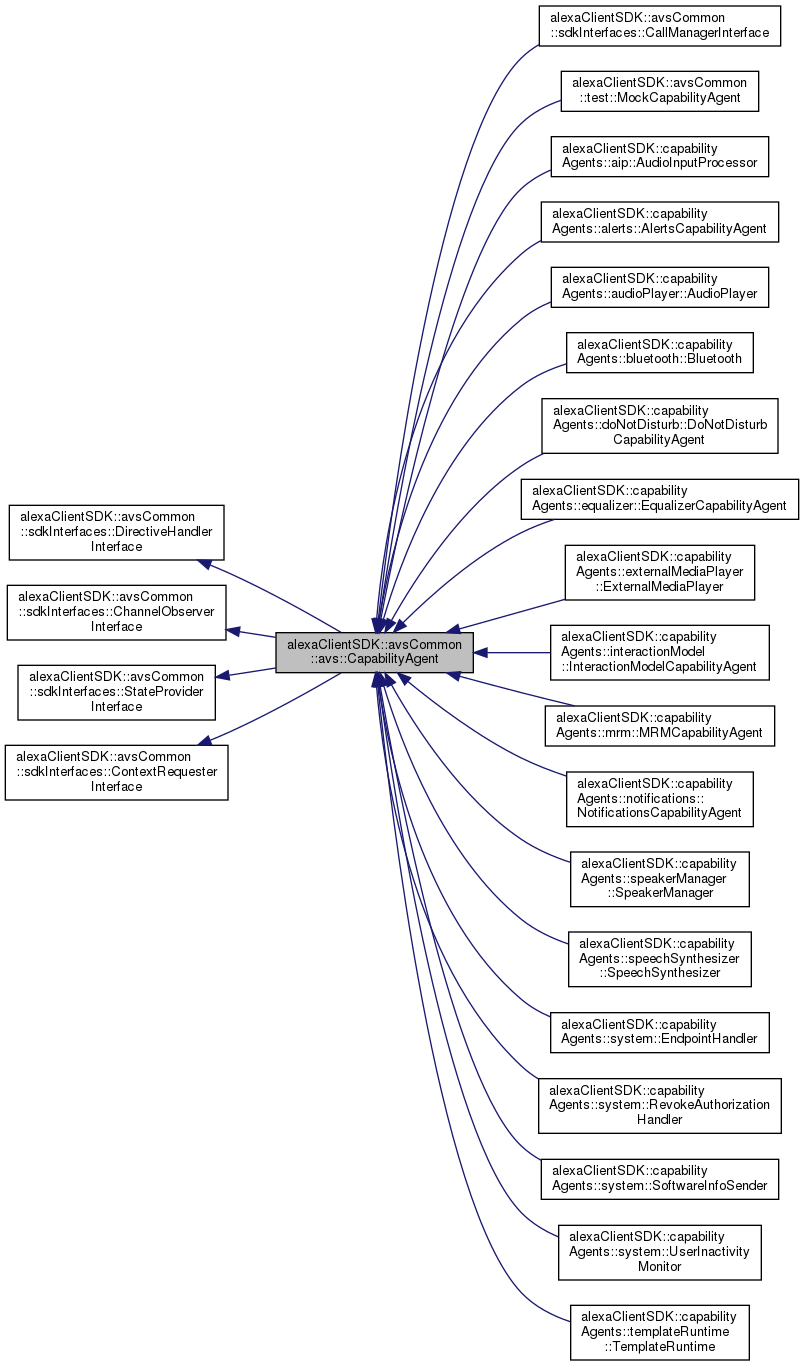 alexaClientSDK::avsCommon
::sdkInterfaces::DirectiveHandler
Interface
alexaClientSDK::avsCommon
::sdkInterfaces::ChannelObserver
Interface
alexaClientSDK::avsCommon
::sdkInterfaces::StateProvider
Interface
alexaClientSDK::avsCommon
::sdkInterfaces::ContextRequester
Interface
alexaClientSDK::avsCommon
::avs::CapabilityAgent
alexaClientSDK::avsCommon
::sdkInterfaces::CallManagerInterface
alexaClientSDK::avsCommon
::test::MockCapabilityAgent
alexaClientSDK::capability
Agents::aip::AudioInputProcessor
alexaClientSDK::capability
Agents::alerts::AlertsCapabilityAgent
alexaClientSDK::capability
Agents::audioPlayer::AudioPlayer
alexaClientSDK::capability
Agents::bluetooth::Bluetooth
alexaClientSDK::capability
Agents::doNotDisturb::DoNotDisturb
CapabilityAgent
alexaClientSDK::capability
Agents::equalizer::EqualizerCapabilityAgent
alexaClientSDK::capability
Agents::externalMediaPlayer
::ExternalMediaPlayer
alexaClientSDK::capability
Agents::interactionModel
::InteractionModelCapabilityAgent
alexaClientSDK::capability
Agents::mrm::MRMCapabilityAgent
alexaClientSDK::capability
Agents::notifications::
NotificationsCapabilityAgent
alexaClientSDK::capability
Agents::speakerManager
::SpeakerManager
alexaClientSDK::capability
Agents::speechSynthesizer
::SpeechSynthesizer
alexaClientSDK::capability
Agents::system::EndpointHandler
alexaClientSDK::capability
Agents::system::RevokeAuthorization
Handler
alexaClientSDK::capability
Agents::system::SoftwareInfoSender
alexaClientSDK::capability
Agents::system::UserInactivity
Monitor
alexaClientSDK::capability
Agents::templateRuntime
::TemplateRuntime